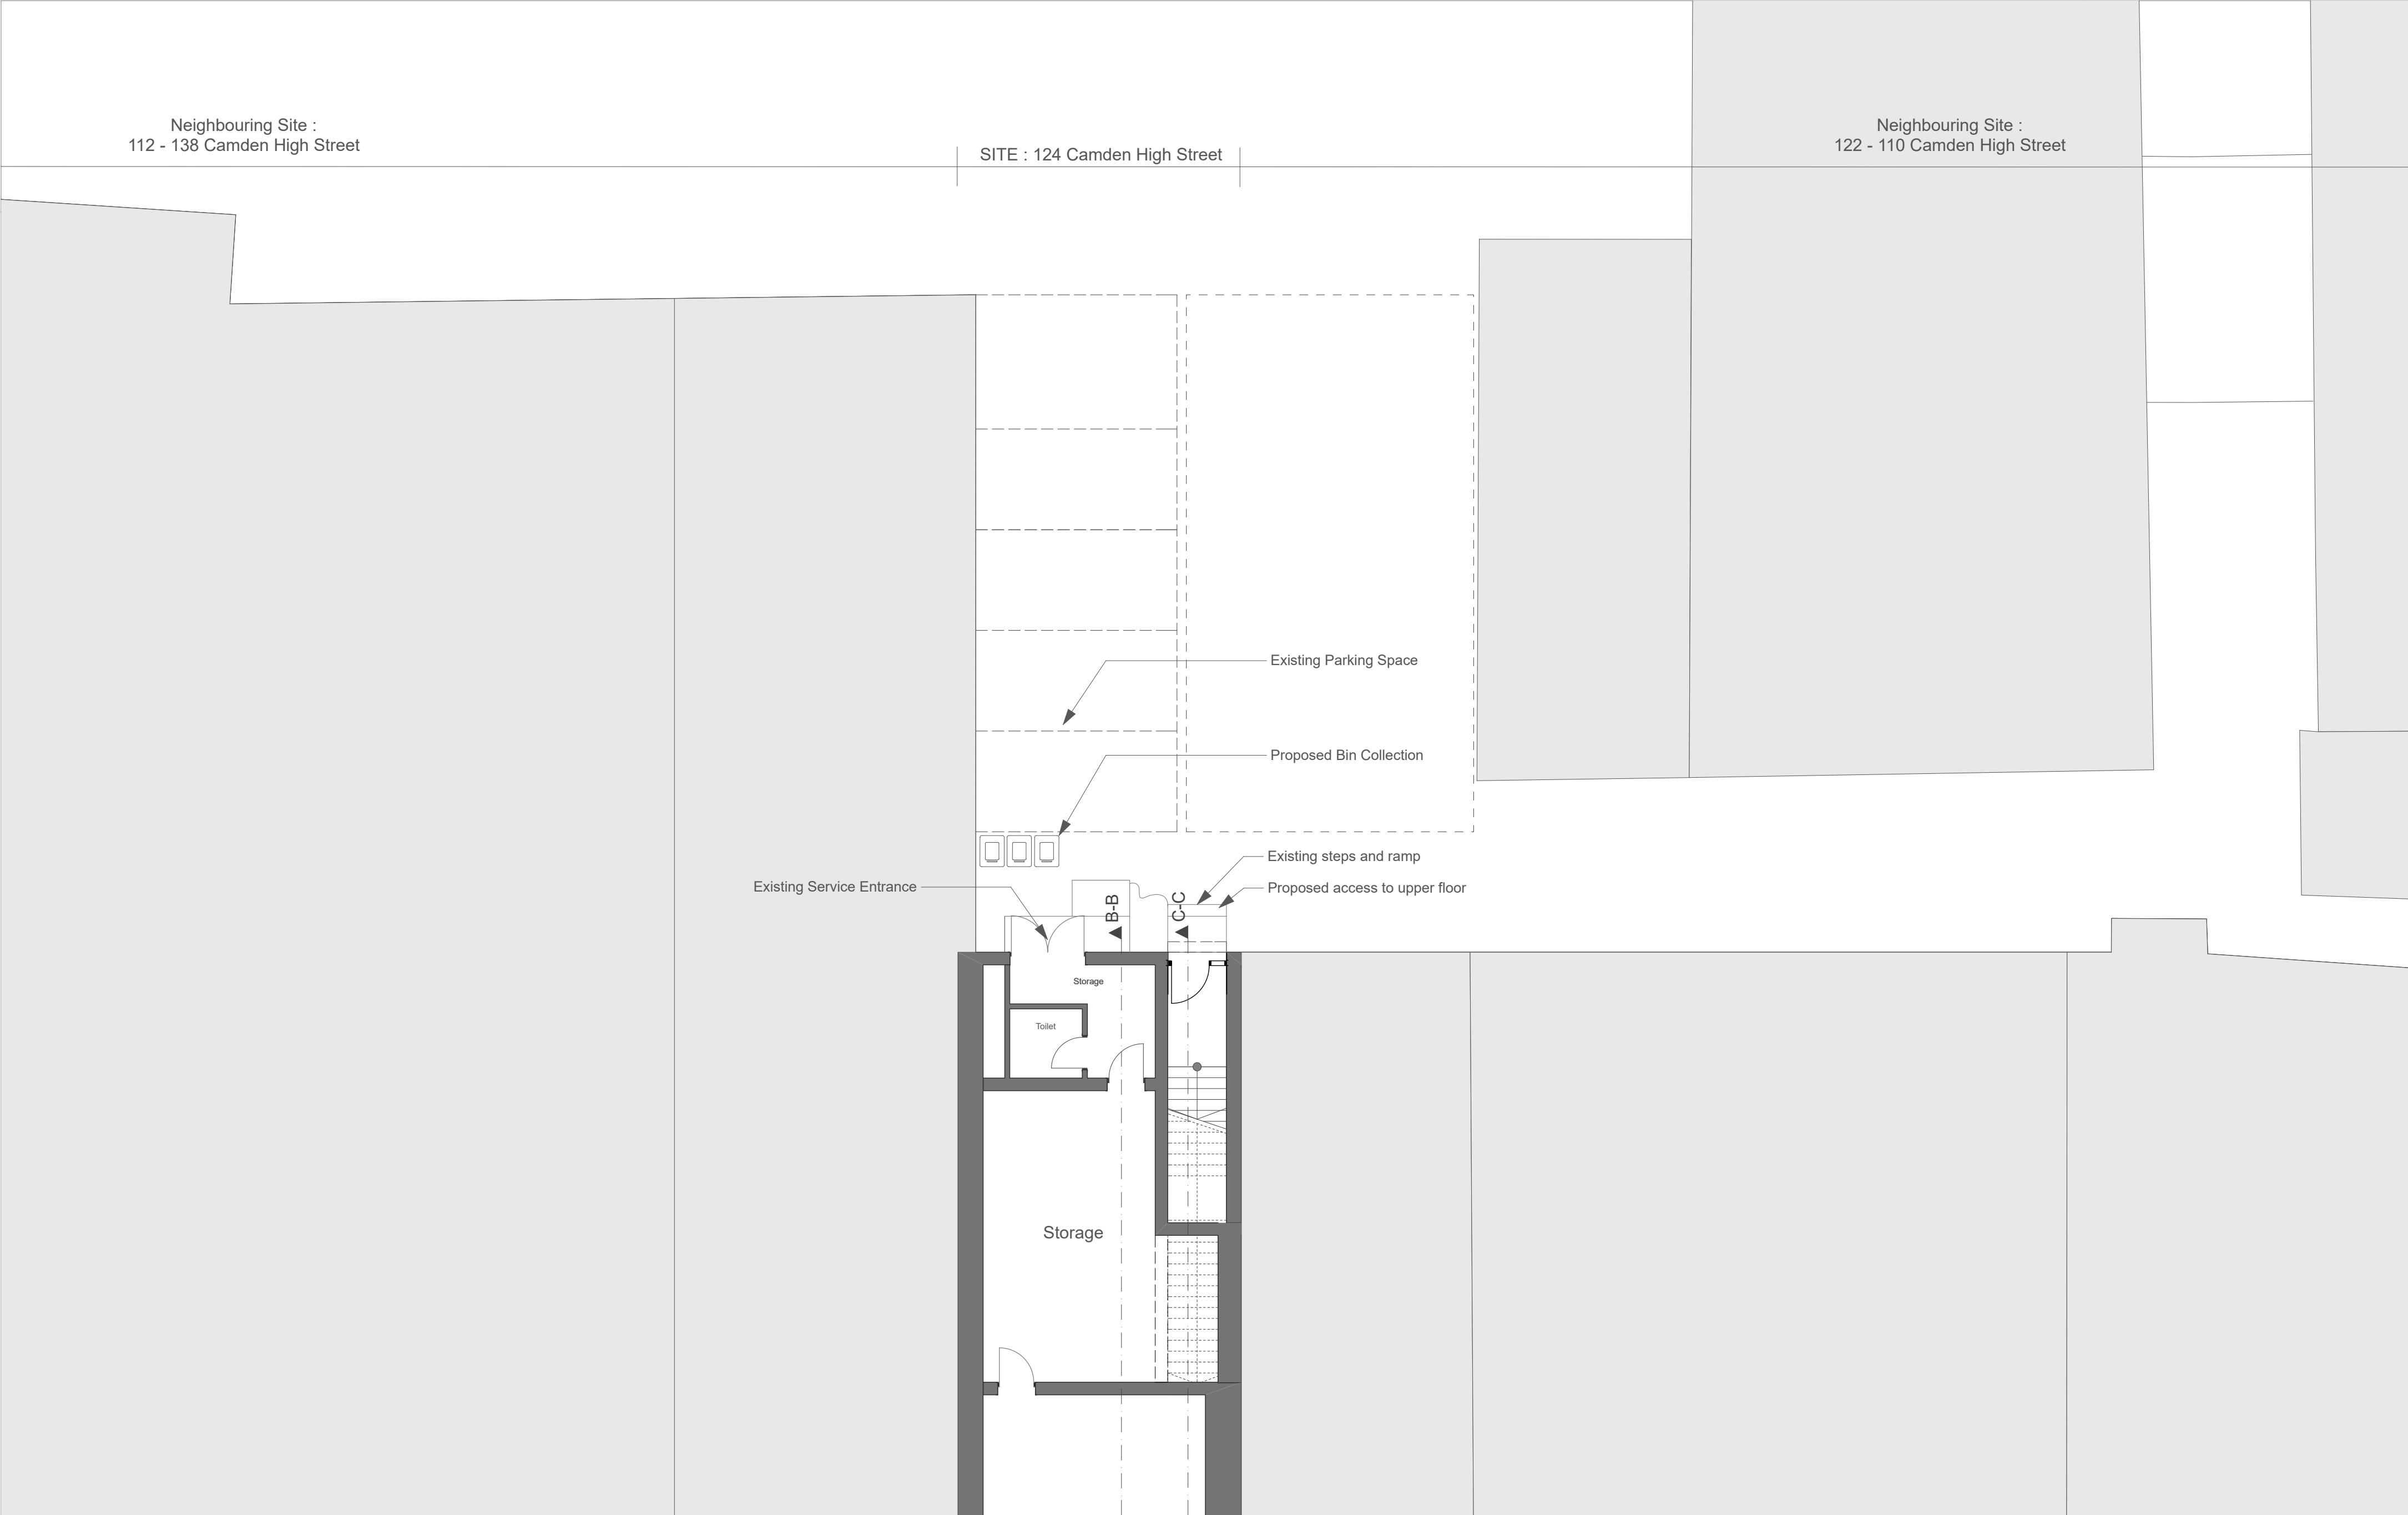 Neighbouring Site :
112 - 138 Camden High Street
SITE : 124 Camden High Street
Neighbouring Site :
122 - 110 Camden High Street
Existing Parking Space
Proposed Bin Collection
Existing steps and ramp
Existing Service Entrance
Proposed access to upper floor
B-B
C-C
Storage
Toilet
Storage